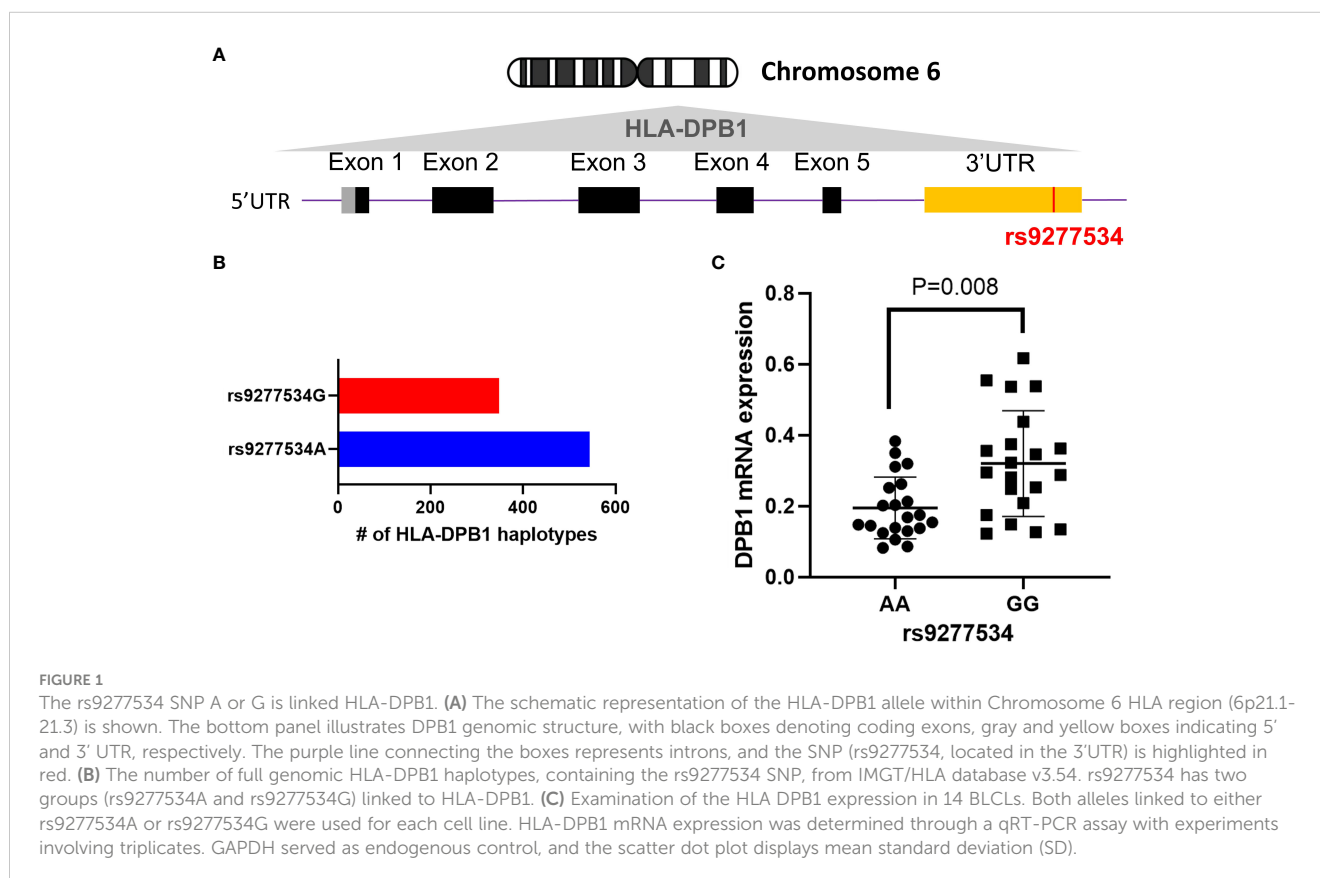 A
Chromosome 6
HLA-DPB1
Exon 1 Exon 2 Exon 3 Exon 4 Exon 5 3'UTR
5'UTR
rs9277534
B
rs9277534G
rs9277534A
0 200 400 600
# of HLA-DPB1 haplotypes
C
P=0.008
0.8
0.6
0.4
0.2
0.0
DPB1 mRNA expression
AA GG
rs9277534
FIGURE 1
The rs9277534 SNP A or G is linked HLA-DPB1. (A) The schematic representation of the HLA-DPB1 allele within Chromosome 6 HLA region (6p21.1-
21.3) is shown. The bottom panel illustrates DPB1 genomic structure, with black boxes denoting coding exons, gray and yellow boxes indicating 5'
and 3' UTR, respectively. The purple line connecting the boxes represents introns, and the SNP (rs9277534, located in the 3'UTR) is highlighted in
red. (B) The number of full genomic HLA-DPB1 haplotypes, containing the rs9277534 SNP, from IMGT/HLA database v3.54. rs9277534 has two
groups (rs9277534A and rs9277534G) linked to HLA-DPB1. (C) Examination of the HLA DPB1 expression in 14 BLCLs. Both alleles linked to either
rs9277534A or rs9277534G were used for each cell line. HLA-DPB1 mRNA expression was determined through a qRT-PCR assay with experiments
involving triplicates. GAPDH served as endogenous control, and the scatter dot plot displays mean standard deviation (SD).